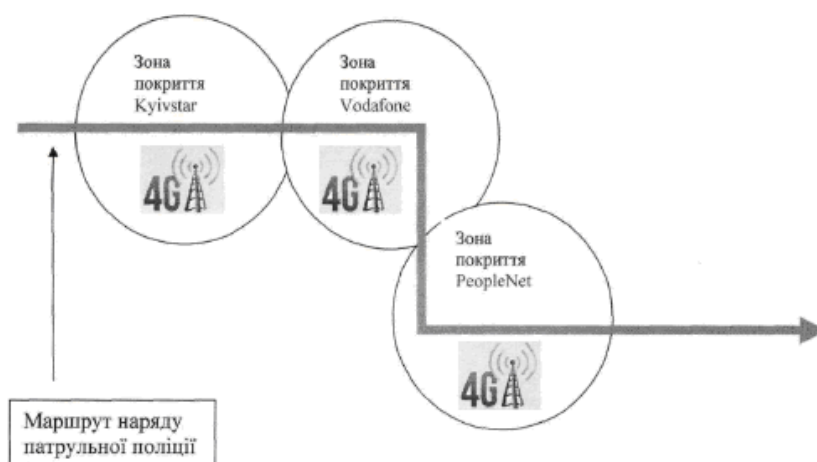 Зона
покриття
Kyivstar
Зона
покриття
Vodafone
4G
4G
Зона
покриття
PeopleNet
4G
Маршрут наряду
патрульної поліції